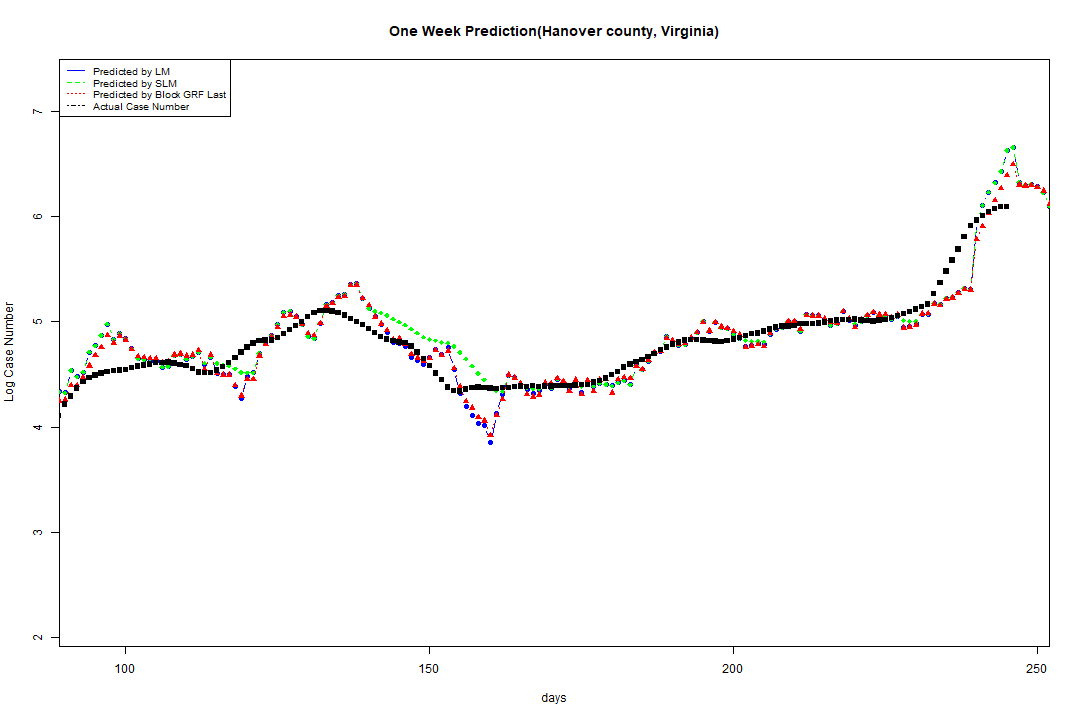 One Week Prediction(Hanover county, Virginia)
Predicted by LM
Predicted by SLM
Predicted by Block GRF Last
Actual Case Number
7
6
5
4
3
2
Log Case Number
100 150 200 250
days